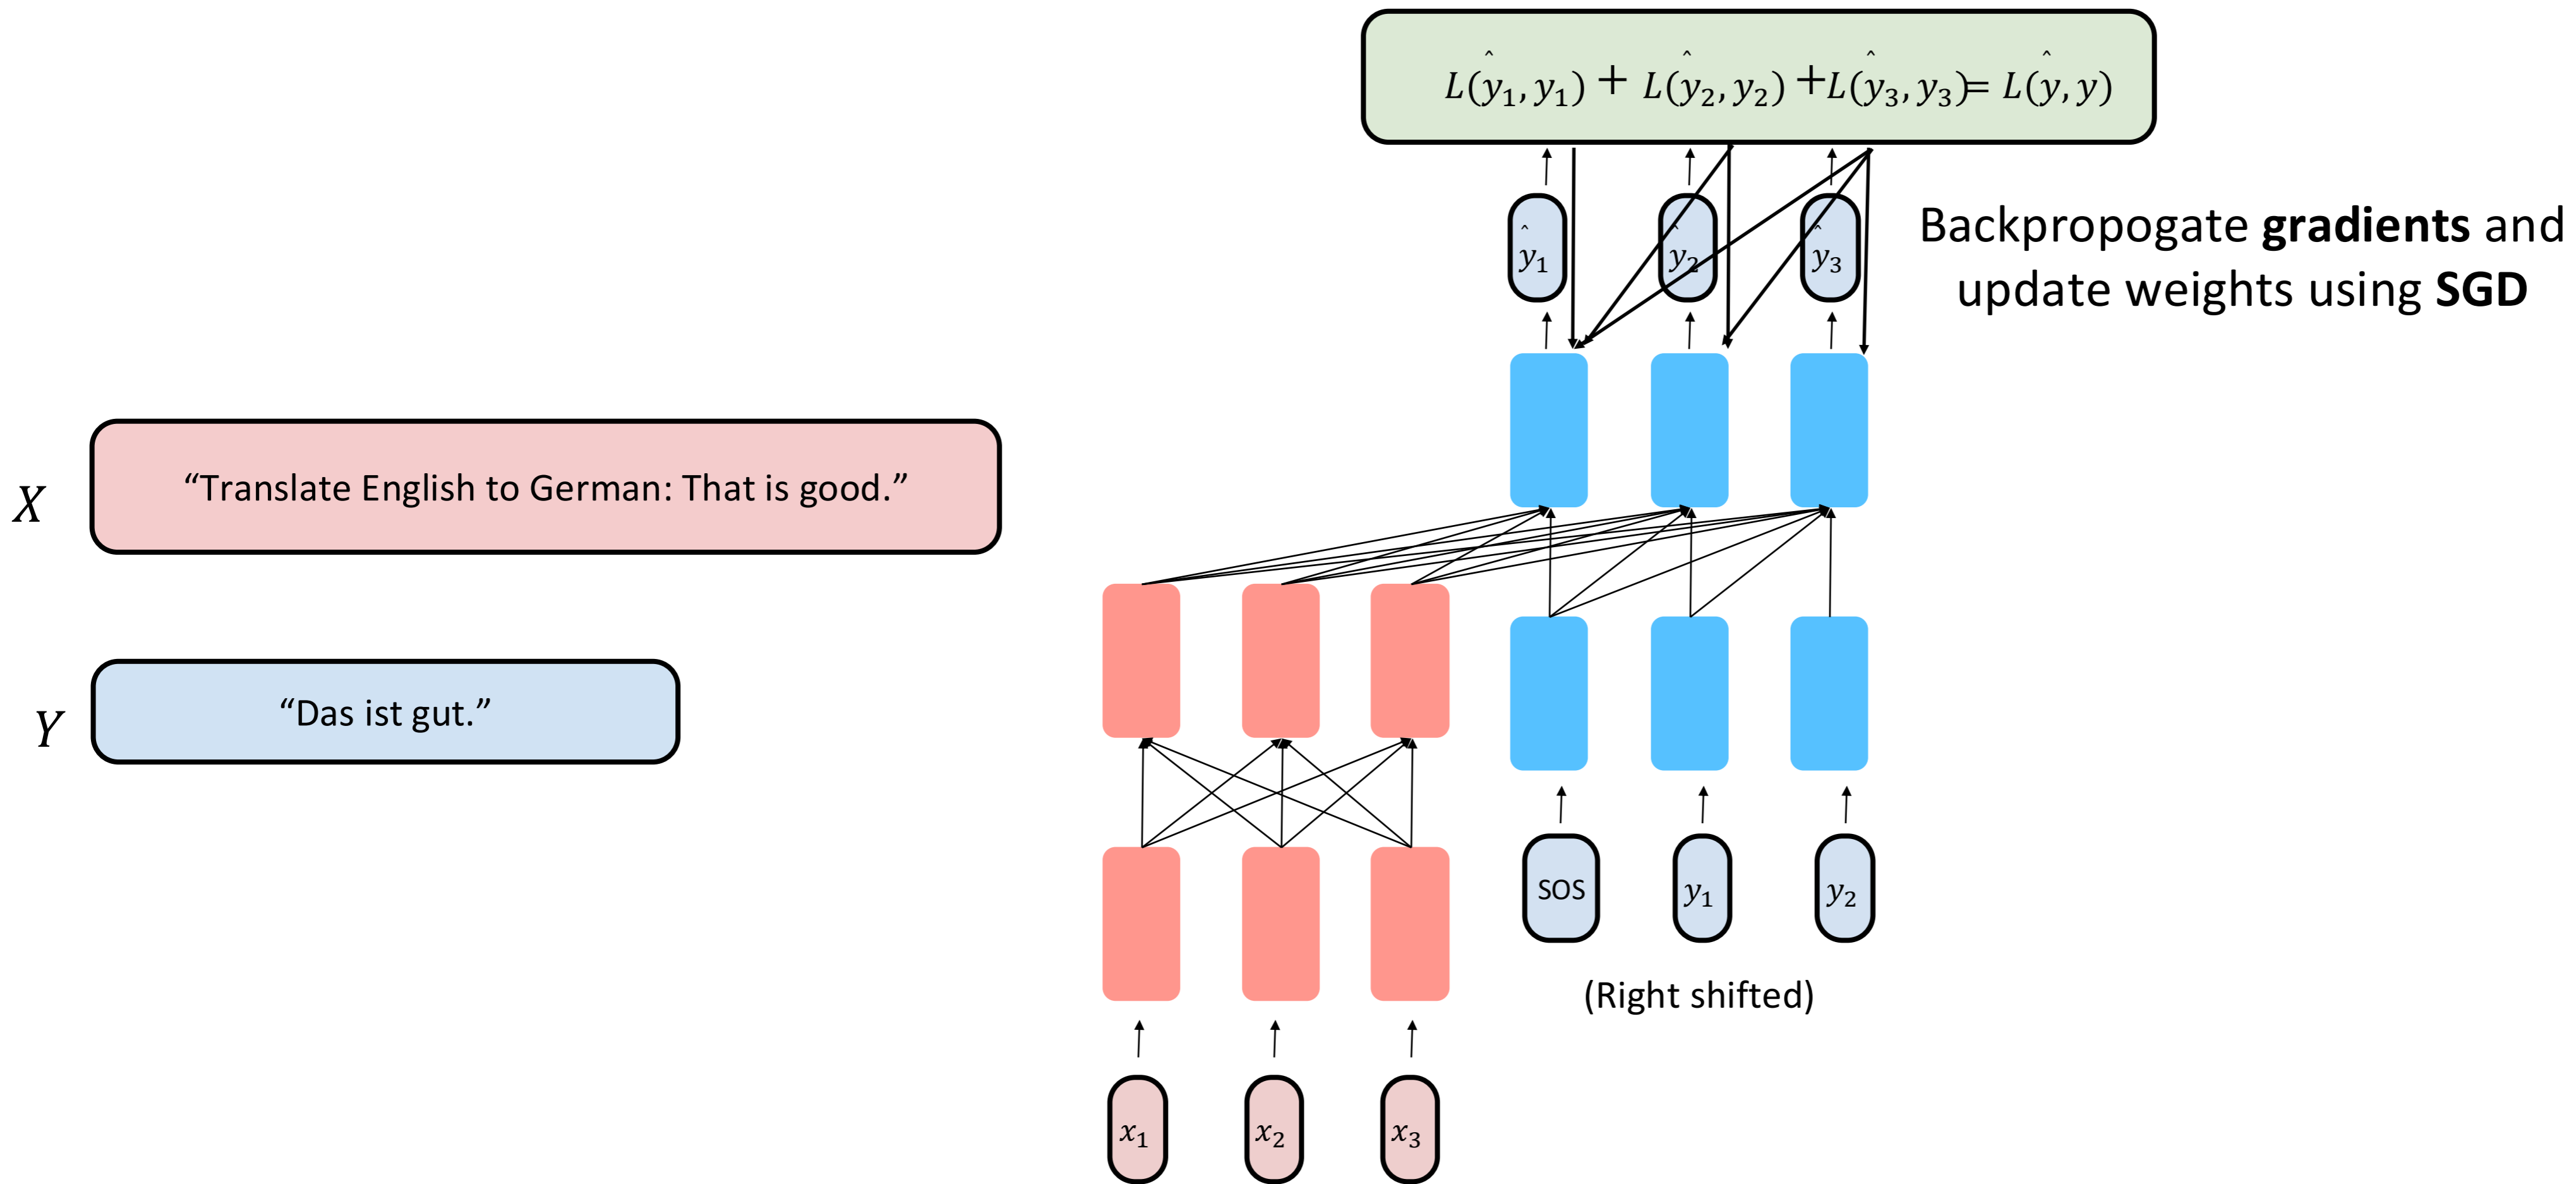 L(ŷ₁, y₁) + L(ŷ₂, y₂) + L(ŷ₃, y₃) = L(ŷ, y)
ŷ₁ ŷ₂ ŷ₃
Backpropogate gradients and
update weights using SGD
X
“Translate English to German: That is good.”
Y
“Das ist gut.”
SOS y₁ y₂
(Right shifted)
x₁ x₂ x₃